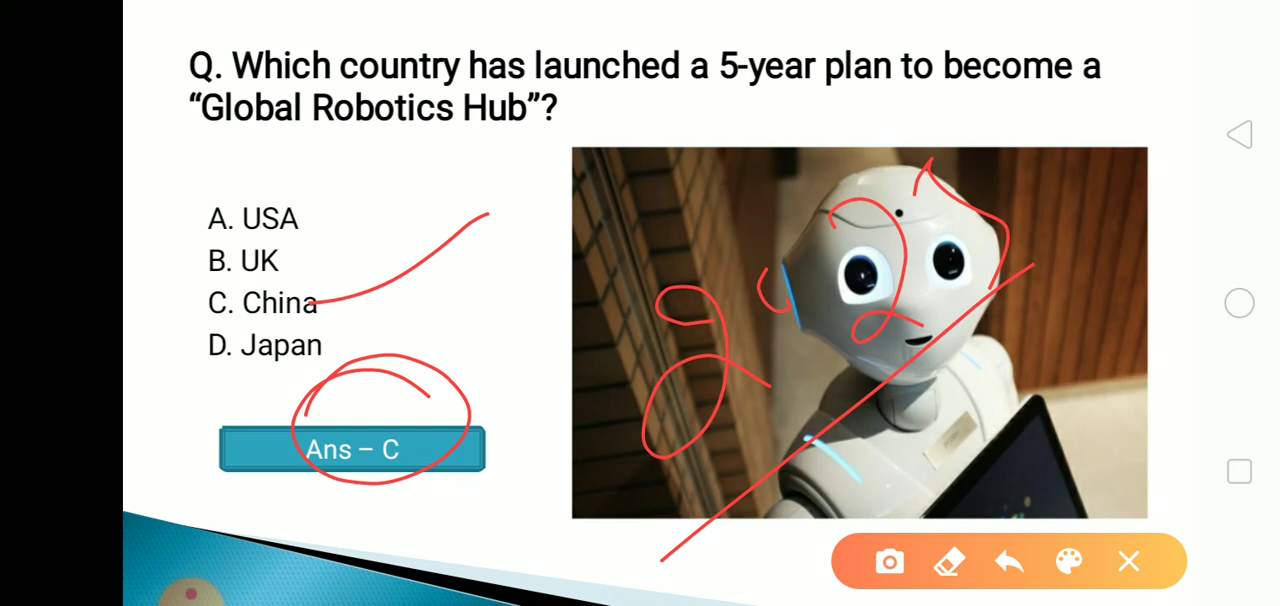 Q. Which country has launched a 5-year plan to become a
“Global Robotics Hub”?
A. USA
B. UK
C. China
D. Japan
Ans – C